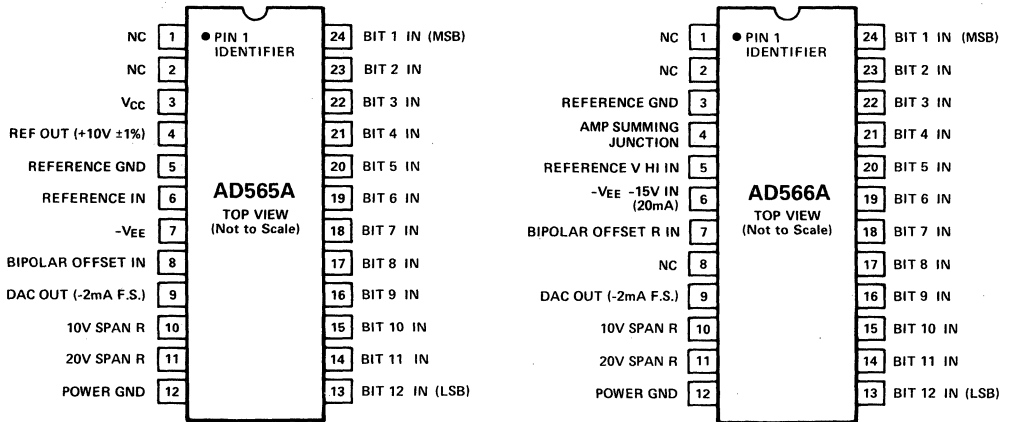 NC 1
NC 2
VCC 3
REF OUT (+10V ±1%) 4
REFERENCE GND 5
REFERENCE IN 6
-VEE 7
BIPOLAR OFFSET IN 8
DAC OUT (-2mA F.S.) 9
10V SPAN R 10
20V SPAN R 11
POWER GND 12
● PIN 1
IDENTIFIER
AD565A
TOP VIEW
(Not to Scale)
24 BIT 1 IN (MSB)
23 BIT 2 IN
22 BIT 3 IN
21 BIT 4 IN
20 BIT 5 IN
19 BIT 6 IN
18 BIT 7 IN
17 BIT 8 IN
16 BIT 9 IN
15 BIT 10 IN
14 BIT 11 IN
13 BIT 12 IN (LSB)
NC 1
NC 2
REFERENCE GND 3
AMP SUMMING
JUNCTION 4
REFERENCE V HI IN 5
-VEE -15V IN
(20mA) 6
BIPOLAR OFFSET R IN 7
NC 8
DAC OUT (-2mA F.S.) 9
10V SPAN R 10
20V SPAN R 11
POWER GND 12
● PIN 1
IDENTIFIER
AD566A
TOP VIEW
(Not to Scale)
24 BIT 1 IN (MSB)
23 BIT 2 IN
22 BIT 3 IN
21 BIT 4 IN
20 BIT 5 IN
19 BIT 6 IN
18 BIT 7 IN
17 BIT 8 IN
16 BIT 9 IN
15 BIT 10 IN
14 BIT 11 IN
13 BIT 12 IN (LSB)